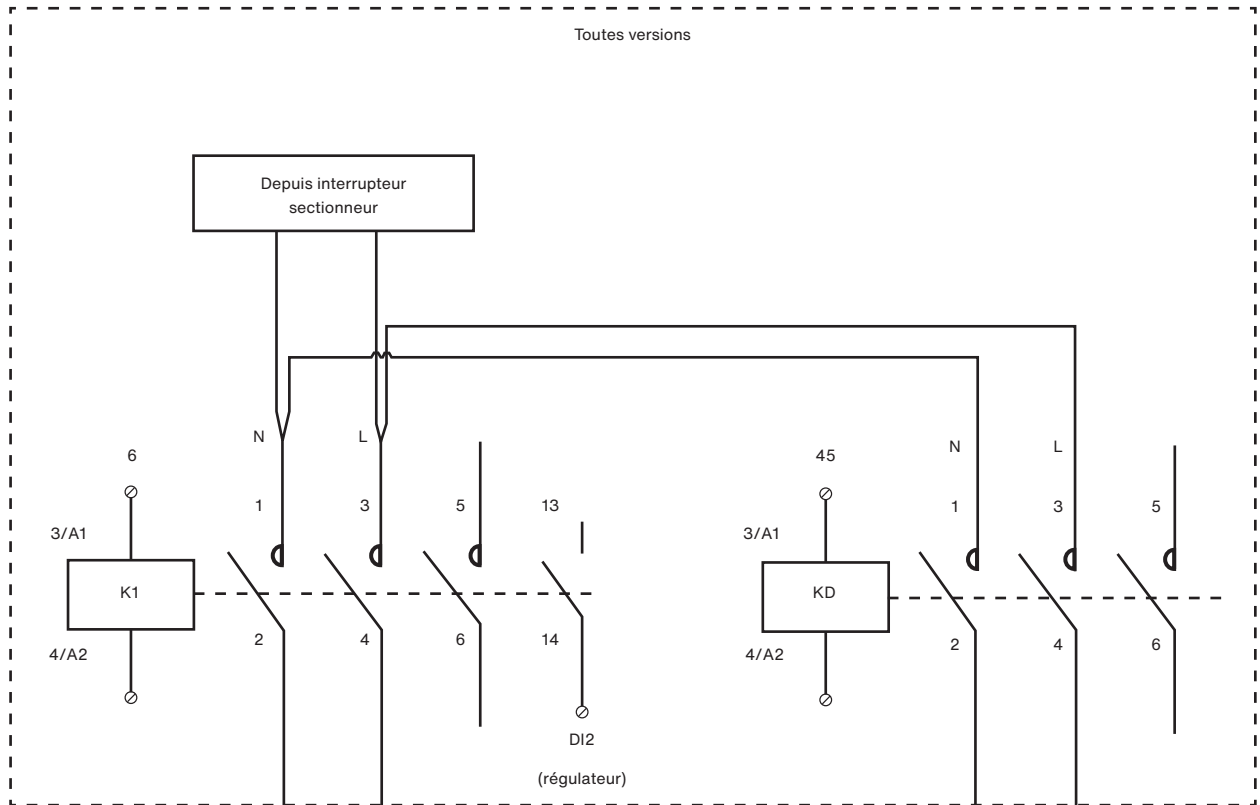 Toutes versions
Depuis interrupteur
sectionneur
N L N L
6 45
1 3 5 13 1 3 5
3/A1 3/A1
K1 KD
2 4 6 14 2 4 6
4/A2 4/A2
DI2
(régulateur)